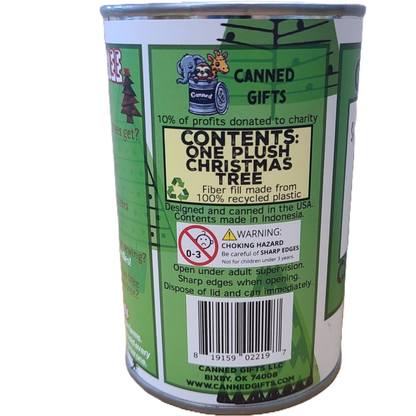 Canned
CANNED
GIFTS
10% of profits donated to charity
CONTENTS:
ONE PLUSH
CHRISTMAS
TREE
Fiber fill made from
100% recycled plastic
Designed and canned in the USA.
Contents made in Indonesia.
0-3
WARNING:
CHOKING HAZARD
Be careful of SHARP EDGES
Not for children under 3 years.
Open under adult supervision.
Sharp edges when opening.
Dispose of lid and can immediately.
8 19159 02219 7
CANNED GIFTS LLC
BIXBY, OK 74008
WWW.CANNEDGIFTS.COM
get?